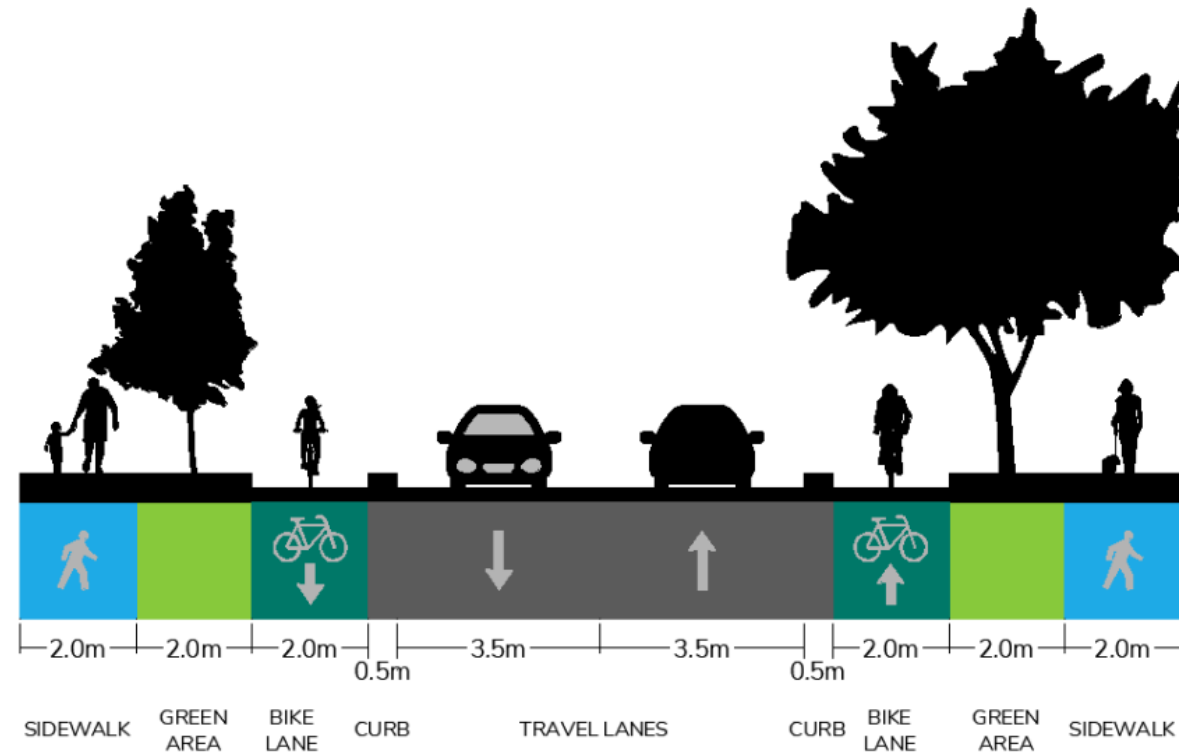 2.0m 2.0m 2.0m 3.5m 3.5m 2.0m 2.0m 2.0m
0.5m 0.5m
SIDEWALK GREEN AREA BIKE LANE CURB TRAVEL LANES CURB BIKE LANE GREEN AREA SIDEWALK